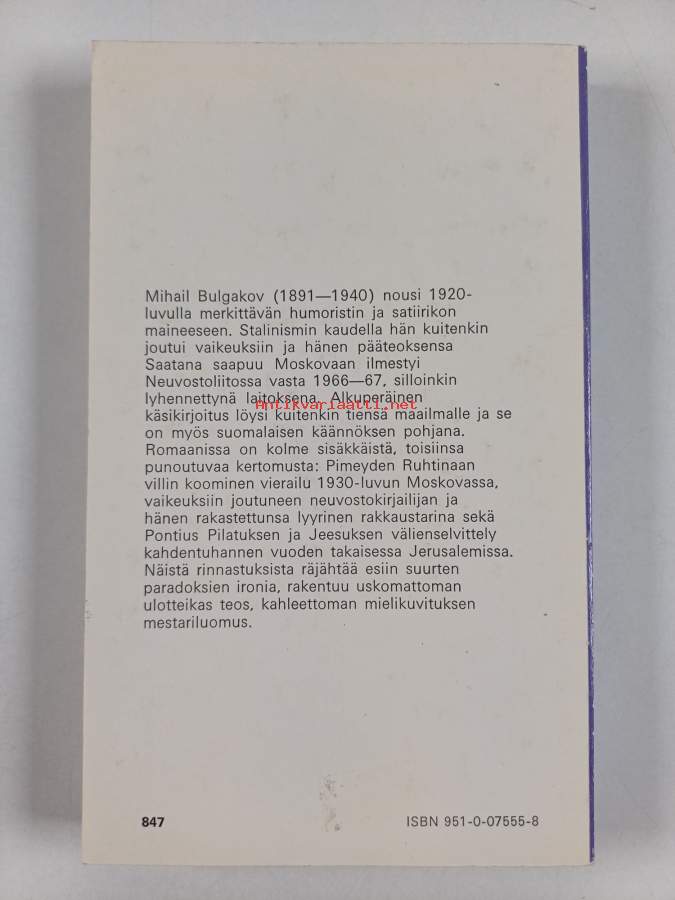 Mihail Bulgakov (1891—1940) nousi 1920-
luvulla merkittävän humoristin ja satiirikon
maineeseen. Stalinismin kaudella hän kuitenkin
joutui vaikeuksiin ja hänen pääteoksensa
Saatana saapuu Moskovaan ilmestyi
Neuvostoliitossa vasta 1966—67, silloinkin
lyhennettynä laitoksena. Alkuperäinen
Antikvariaatti.net
käsikirjoitus löysi kuitenkin tiensä maailmalle ja se
on myös suomalaisen käännöksen pohjana.
Romaanissa on kolme sisäkkäistä, toisiinsa
punoutuvaa kertomusta: Pimeyden Ruhtinaan
villin koominen vierailu 1930-luvun Moskovassa,
vaikeuksiin joutuneen neuvostokirjailijan ja
hänen rakastettunsa lyyrinen rakkaustarina sekä
Pontius Pilatuksen ja Jeesuksen välienselvittely
kahdentuhannen vuoden takaisessa Jerusalemissa.
Näistä rinnastuksista räjähtää esiin suurten
paradoksien ironia, rakentuu uskomattoman
ulotteikas teos, kahleettoman mielikuvituksen
mestariluomus.
847
ISBN 951-0-07555-8